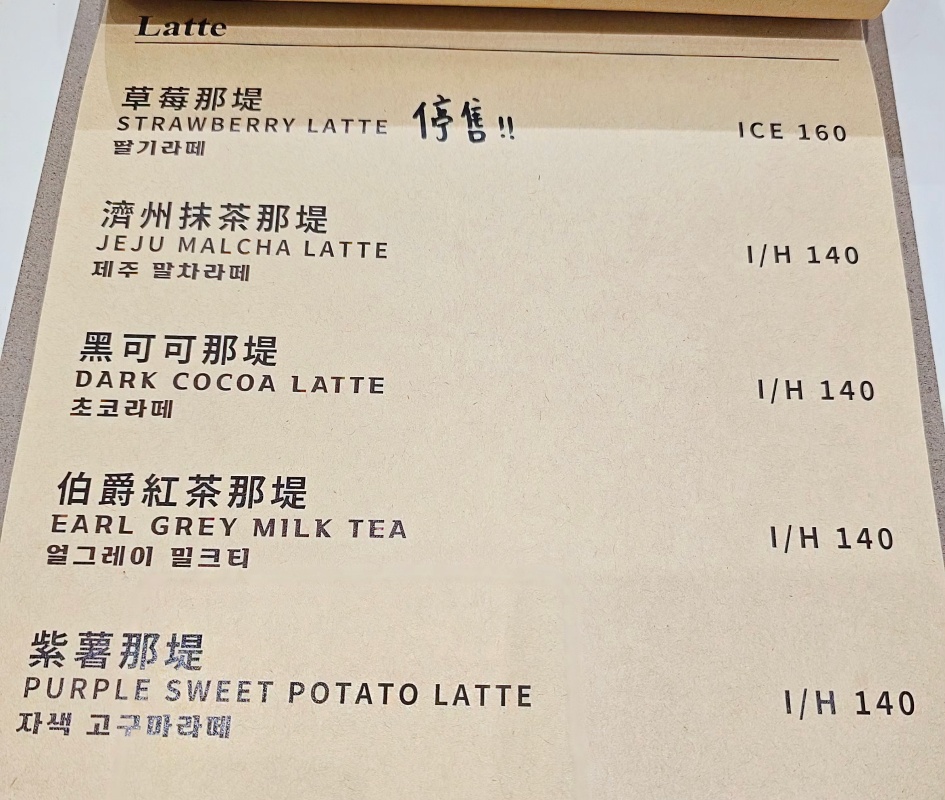 Latte
草莓那堤
STRAWBERRY LATTE 停售!! ICE 160
딸기라떼
濟州抹茶那堤
JEJU MALCHA LATTE I/H 140
제주 말차라떼
黑可可那堤
DARK COCOA LATTE I/H 140
초코라떼
伯爵紅茶那堤
EARL GREY MILK TEA I/H 140
얼그레이 밀크티
紫薯那堤
PURPLE SWEET POTATO LATTE I/H 140
자색 고구마라떼